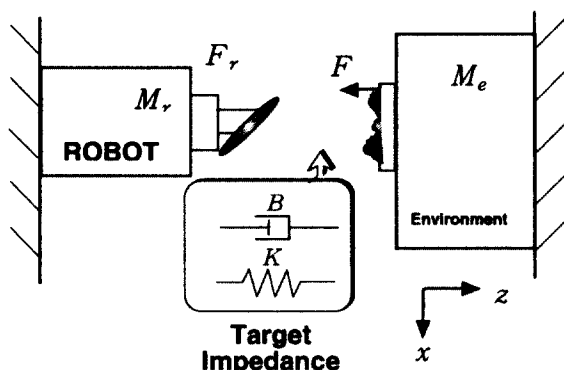 F_r
F
M_r
M_e
ROBOT
B
K
Environment
z
x
Target
Impedance